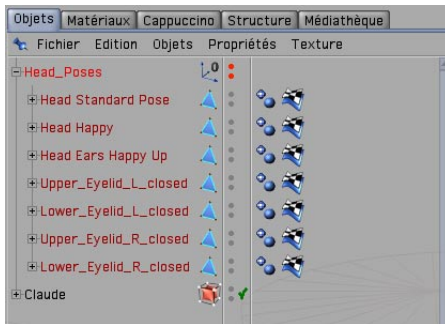 Objets Matériaux Cappuccino Structure Médiathèque
Fichier Edition Objets Propriétés Texture
Head_Poses
Head Standard Pose
Head Happy
Head Ears Happy Up
Upper_Eyelid_L_closed
Lower_Eyelid_L_closed
Upper_Eyelid_R_closed
Lower_Eyelid_R_closed
Claude